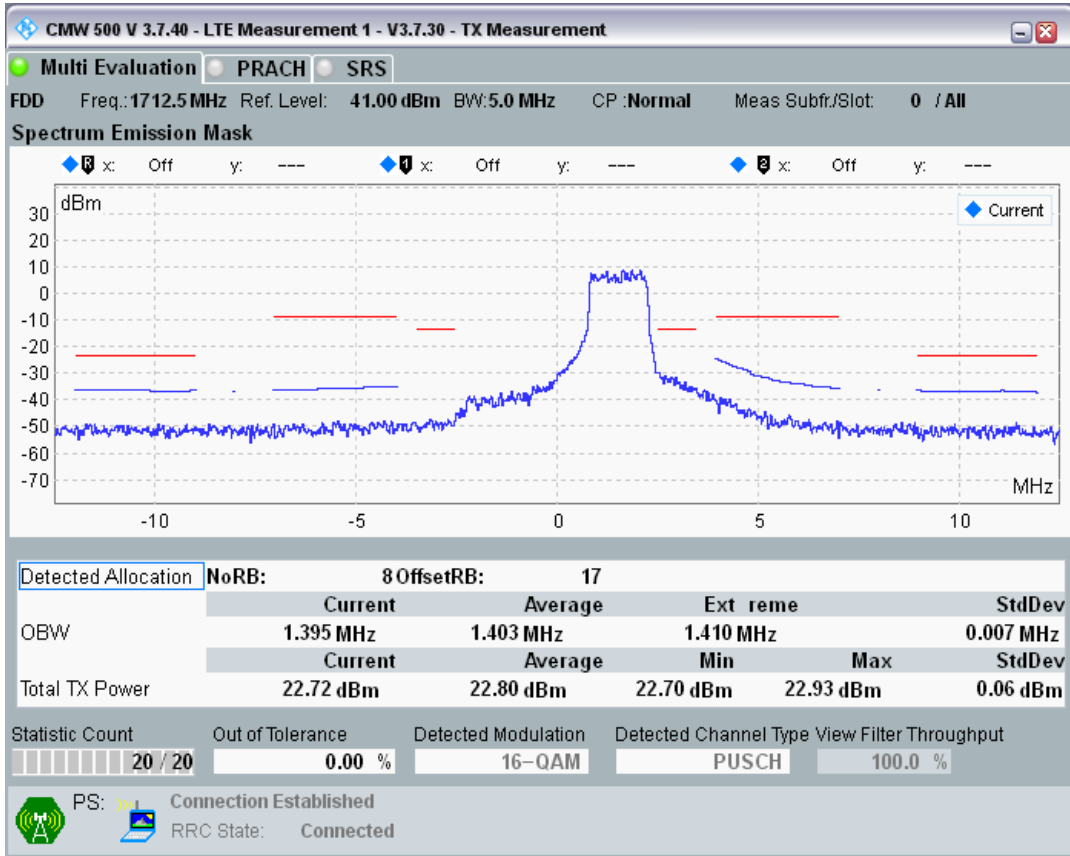 CMW 500 V 3.7.40 - LTE Measurement 1 - V3.7.30 - TX Measurement
Multi Evaluation PRACH SRS
FDD Freq.: 1712.5 MHz Ref. Level: 41.00 dBm BW: 5.0 MHz CP : Normal Meas Subfr./Slot: 0 / All
Spectrum Emission Mask
R x: Off y: --- 1 x: Off y: --- 2 x: Off y: ---
dBm
Current
30
20
10
0
-10
-20
-30
-40
-50
-60
-70
MHz
-10 -5 0 5 10
Detected Allocation NoRB: 8 OffsetRB: 17
Current Average Ext reme StdDev
OBW 1.395 MHz 1.403 MHz 1.410 MHz 0.007 MHz
Current Average Min Max StdDev
Total TX Power 22.72 dBm 22.80 dBm 22.70 dBm 22.93 dBm 0.06 dBm
Statistic Count Out of Tolerance Detected Modulation Detected Channel Type View Filter Throughput
20 / 20 0.00 % 16-QAM PUSCH 100.0 %
PS: Connection Established
RRC State: Connected